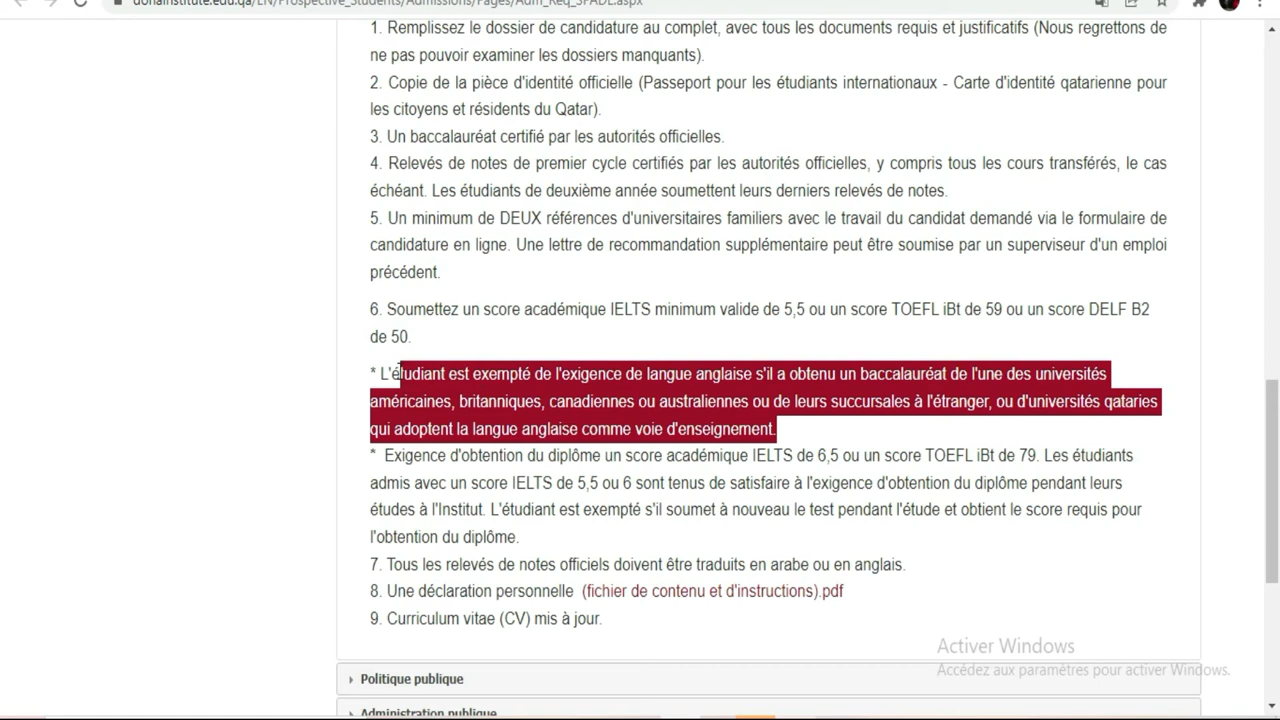 dohainstitute.edu.qa/EN/Prospective_Students/Admissions/Pages/Adm_Req_SPADE.aspx
1. Remplissez le dossier de candidature au complet, avec tous les documents requis et justificatifs (Nous regrettons de
ne pas pouvoir examiner les dossiers manquants).
2. Copie de la pièce d'identité officielle (Passeport pour les étudiants internationaux - Carte d'identité qatarienne pour
les citoyens et résidents du Qatar).
3. Un baccalauréat certifié par les autorités officielles.
4. Relevés de notes de premier cycle certifiés par les autorités officielles, y compris tous les cours transférés, le cas
échéant. Les étudiants de deuxième année soumettent leurs derniers relevés de notes.
5. Un minimum de DEUX références d'universitaires familiers avec le travail du candidat demandé via le formulaire de
candidature en ligne. Une lettre de recommandation supplémentaire peut être soumise par un superviseur d'un emploi
précédent.
6. Soumettez un score académique IELTS minimum valide de 5,5 ou un score TOEFL iBt de 59 ou un score DELF B2
de 50.
* L'étudiant est exempté de l'exigence de langue anglaise s'il a obtenu un baccalauréat de l'une des universités
américaines, britanniques, canadiennes ou australiennes ou de leurs succursales à l'étranger, ou d'universités qataries
qui adoptent la langue anglaise comme voie d'enseignement.
* Exigence d'obtention du diplôme un score académique IELTS de 6,5 ou un score TOEFL iBt de 79. Les étudiants
admis avec un score IELTS de 5,5 ou 6 sont tenus de satisfaire à l'exigence d'obtention du diplôme pendant leurs
études à l'Institut. L'étudiant est exempté s'il soumet à nouveau le test pendant l'étude et obtient le score requis pour
l'obtention du diplôme.
7. Tous les relevés de notes officiels doivent être traduits en arabe ou en anglais.
8. Une déclaration personnelle (fichier de contenu et d'instructions).pdf
9. Curriculum vitae (CV) mis à jour.
Activer Windows
Accédez aux paramètres pour activer Windows.
Politique publique
Administration publique